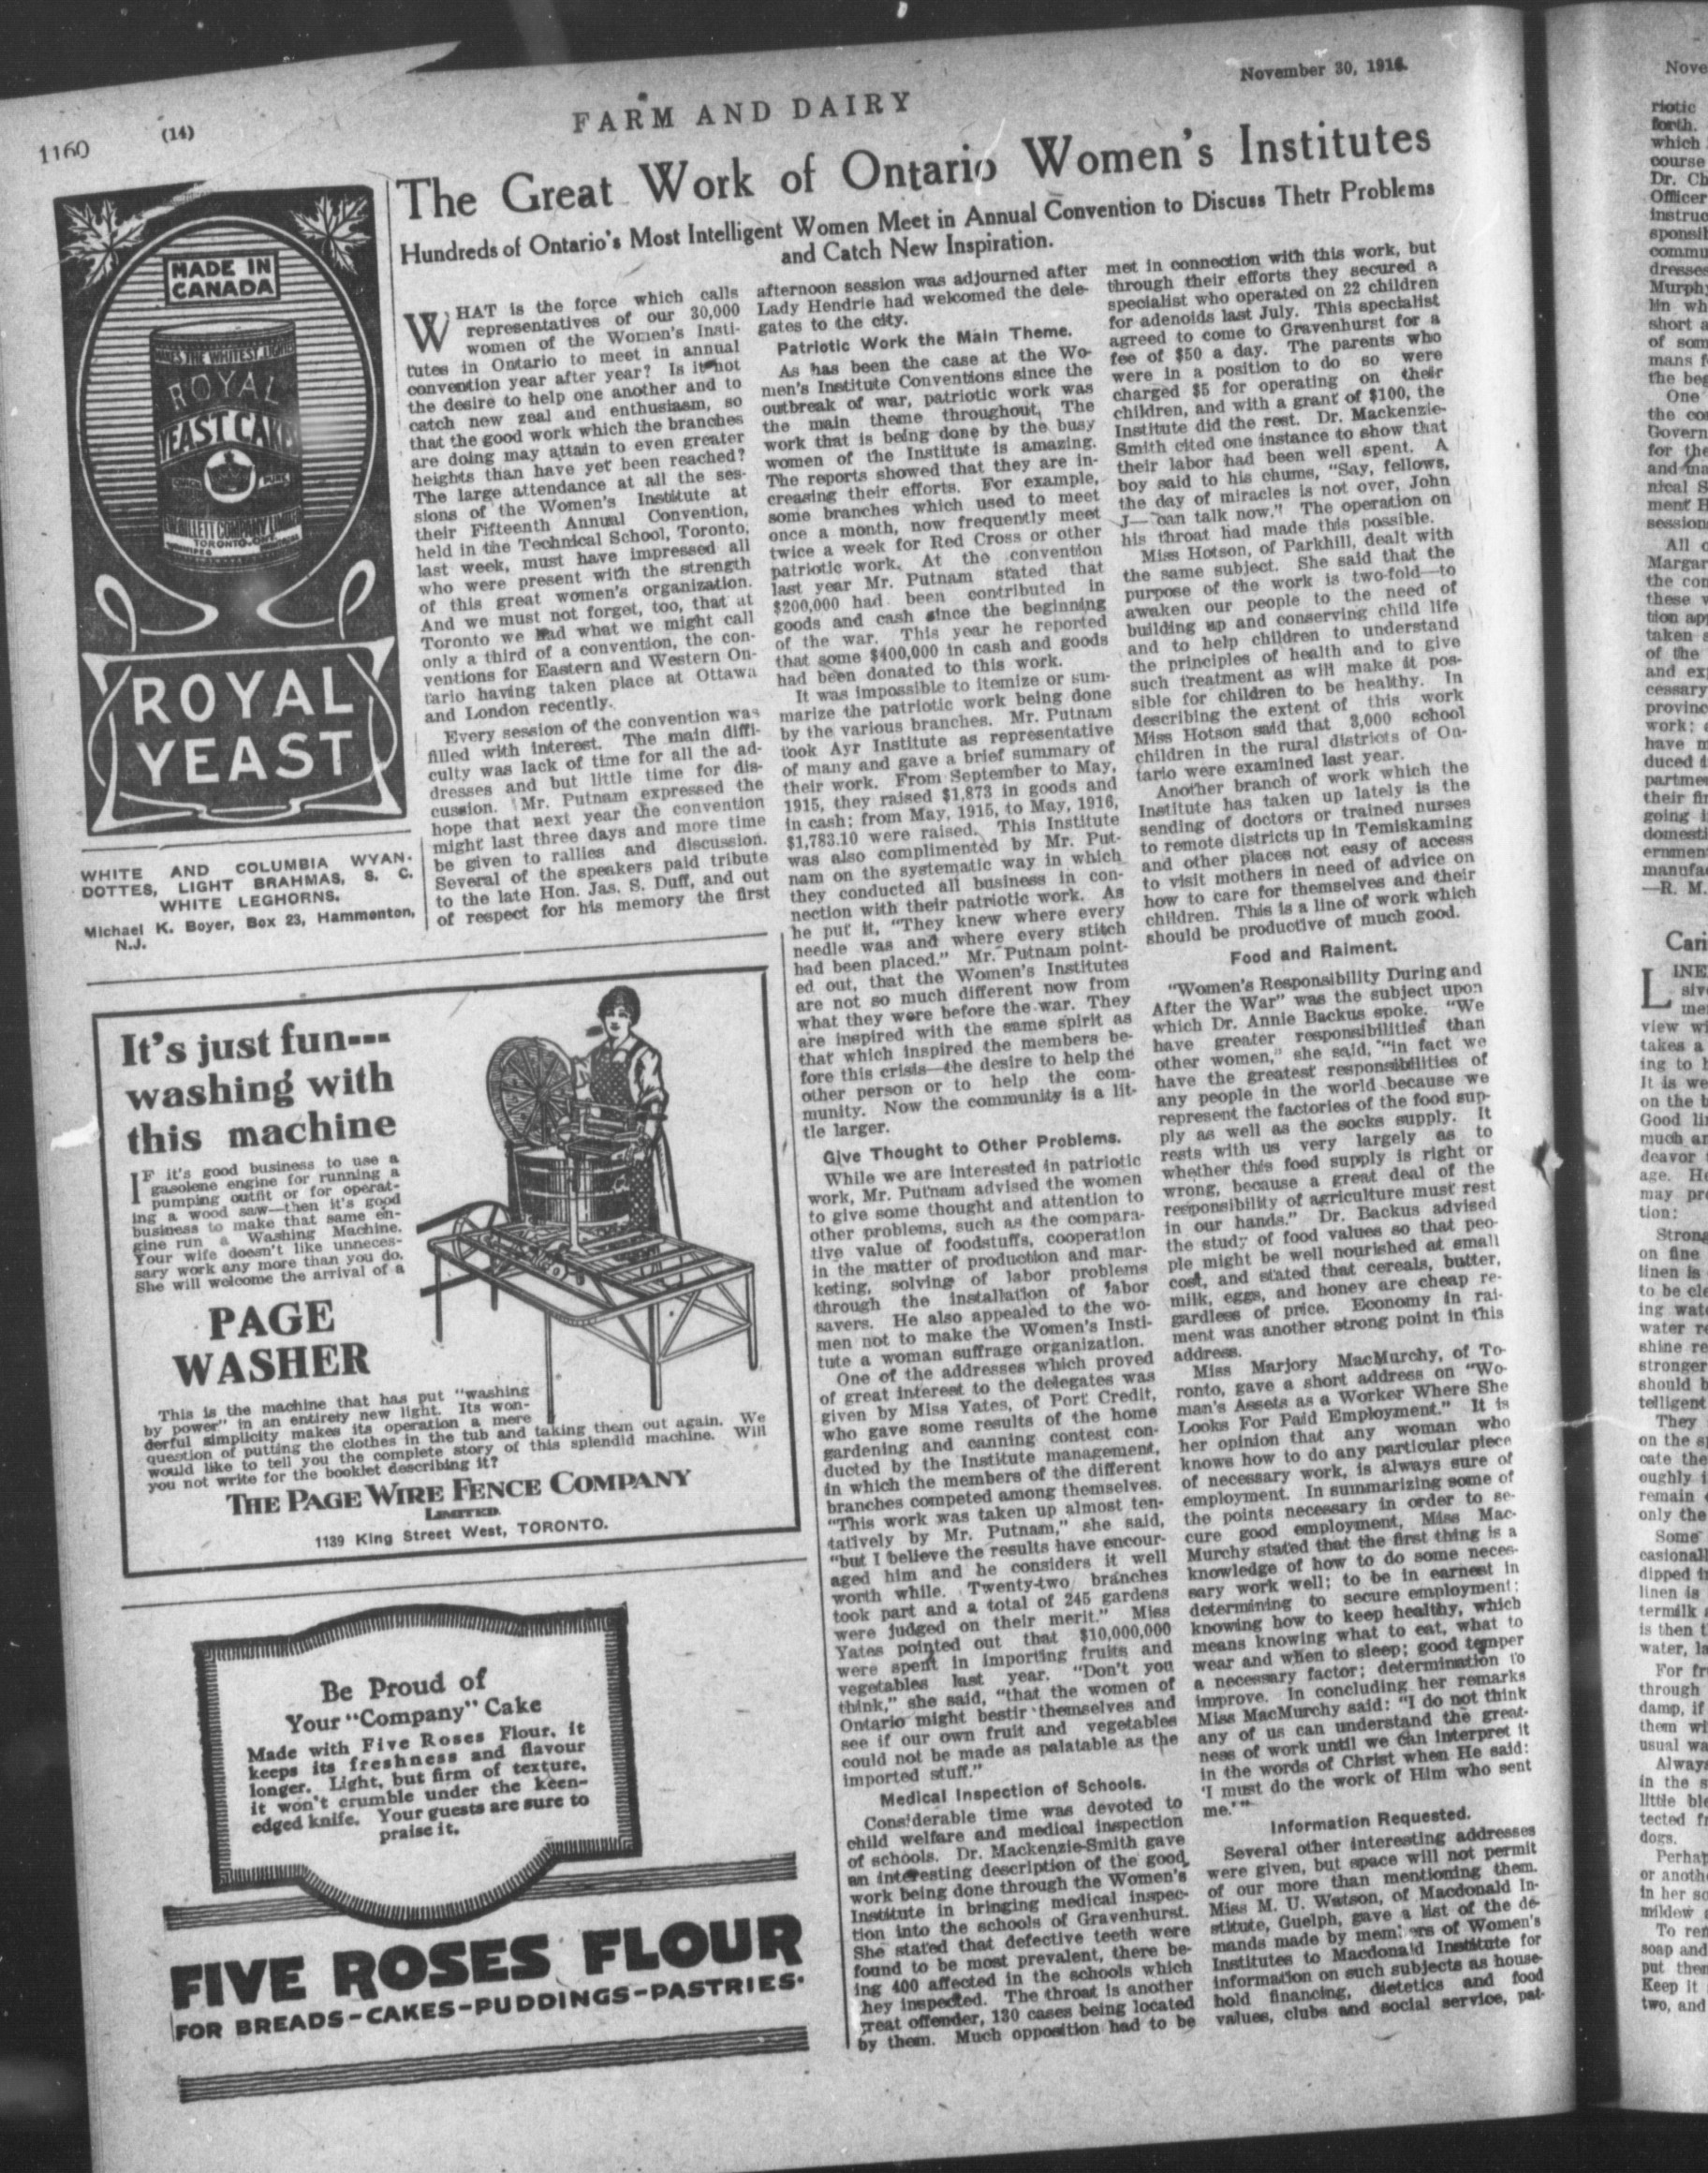 November 30, 1916.
FARM AND DAIRY
1160
(14)
The Great Work of Ontario Women's Institutes
Hundreds of Ontario's Most Intelligent Women Meet in Annual Convention to Discuss Their Problems
and Catch New Inspiration.
WHAT is the force which calls
representatives of our 30,000
women of the Women's Insti-
tutes in Ontario to meet in annual
convention year after year? Is it not
the desire to help one another and to
catch new zeal and enthusiasm, so
that the good work which the branches
are doing may attain to even greater
heights than have yet been reached?
The large attendance at all the ses-
sions of the Women's Institute at
their Fifteenth Annual Convention,
held in the Technical School, Toronto,
last week, must have impressed all
who were present with the strength
of this great women's organization.
And we must not forget, too, that at
Toronto we had what we might call
only a third of a convention, the con-
ventions for Eastern and Western On-
tario having taken place at Ottawa
and London recently.
Every session of the convention was
filled with interest. The main diffi-
culty was lack of time for all the ad-
dresses and but little time for dis-
cussion. Mr. Putnam expressed the
hope that next year the convention
might last three days and more time
be given to rallies and discussion.
Several of the speakers paid tribute
to the late Hon. Jas. S. Duff, and out
of respect for his memory the first
afternoon session was adjourned after
Lady Hendrie had welcomed the dele-
gates to the city.
Patriotic Work the Main Theme.
As has been the case at the Wo-
men's Institute Conventions since the
outbreak of war, patriotic work was
the main theme throughout. The
work that is being done by the busy
women of the Institute is amazing.
The reports showed that they are in-
creasing their efforts. For example,
some branches which used to meet
once a month, now frequently meet
twice a week for Red Cross or other
patriotic work. At the convention
last year Mr. Putnam stated that
$200,000 had been contributed in
goods and cash since the beginning
of the war. This year he reported
that some $400,000 in cash and goods
had been donated to this work.
It was impossible to itemize or sum-
marize the patriotic work being done
by the various branches. Mr. Putnam
took Ayr Institute as representative
of many and gave a brief summary of
their work. From September to May,
1915, they raised $1,873 in goods and
in cash; from May, 1915, to May, 1916,
$1,783.10 were raised. This Institute
was also complimented by Mr. Put-
nam on the systematic way in which
they conducted all business in con-
nection with their patriotic work. As
he put it, "They knew where every
needle was and where every stitch
had been placed." Mr. Putnam point-
ed out, that the Women's Institutes
are not so much different now from
what they were before the war. They
are inspired with the same spirit as
that which inspired the members be-
fore this crisis—the desire to help the
other person or to help the com-
munity. Now the community is a lit-
tle larger.
Give Thought to Other Problems.
While we are interested in patriotic
work, Mr. Putnam advised the women
to give some thought and attention to
other problems, such as the compara-
tive value of foodstuffs, cooperation
in the matter of production and mar-
keting, solving of labor problems
through the installation of labor
savers. He also appealed to the wo-
men not to make the Women's Insti-
tute a woman suffrage organization.
One of the addresses which proved
of great interest to the delegates was
given by Miss Yates, of Port Credit,
who gave some results of the home
gardening and canning contest con-
ducted by the Institute management,
in which the members of the different
branches competed among themselves.
"This work was taken up almost ten-
tatively by Mr. Putnam," she said,
"but I believe the results have encour-
aged him and he considers it well
worth while. Twenty-two branches
took part and a total of 245 gardens
were judged on their merit." Miss
Yates pointed out that $10,000,000
were spent in importing fruits and
vegetables last year. "Don't you
think," she said, "that the women of
Ontario might bestir themselves and
see if our own fruit and vegetables
could not be made as palatable as the
imported stuff."
Medical Inspection of Schools.
Considerable time was devoted to
child welfare and medical inspection
of schools. Dr. Mackenzie-Smith gave
an interesting description of the good
work being done through the Women's
Institute in bringing medical inspec-
tion into the schools of Gravenhurst.
She stated that defective teeth were
found to be most prevalent, there be-
ing 400 affected in the schools which
hey inspected. The throat is another
great offender, 130 cases being located
by them. Much opposition had to be
met in connection with this work, but
through their efforts they secured a
specialist who operated on 22 children
for adenoids last July. This specialist
agreed to come to Gravenhurst for a
fee of $50 a day. The parents who
were in a position to do so were
charged $5 for operating on their
children, and with a grant of $100, the
Institute did the rest. Dr. Mackenzie-
Smith cited one instance to show that
their labor had been well spent. A
boy said to his chums, "Say, fellows,
the day of miracles is not over, John
J— can talk now." The operation on
his throat had made this possible.
Miss Hotson, of Parkhill, dealt with
the same subject. She said that the
purpose of the work is two-fold—to
awaken our people to the need of
building up and conserving child life
and to help children to understand
the principles of health and to give
such treatment as will make it pos-
sible for children to be healthy. In
describing the extent of this work
Miss Hotson said that 3,000 school
children in the rural districts of On-
tario were examined last year.
Another branch of work which the
Institute has taken up lately is the
sending of doctors or trained nurses
to remote districts up in Temiskaming
and other places not easy of access
to visit mothers in need of advice on
how to care for themselves and their
children. This is a line of work which
should be productive of much good.
Food and Raiment.
"Women's Responsibility During and
After the War" was the subject upon
which Dr. Annie Backus spoke. "We
have greater responsibilities than
other women," she said, "in fact we
have the greatest responsibilities of
any people in the world because we
represent the factories of the food sup-
ply as well as the socks supply. It
rests with us very largely as to
whether this food supply is right or
wrong, because a great deal of the
responsibility of agriculture must rest
in our hands." Dr. Backus advised
the study of food values so that peo-
ple might be well nourished at small
cost, and stated that cereals, butter,
milk, eggs, and honey are cheap re-
gardless of price. Economy in rai-
ment was another strong point in this
address.
Miss Marjory MacMurchy, of To-
ronto, gave a short address on "Wo-
man's Assets as a Worker Where She
Looks For Paid Employment." It is
her opinion that any woman who
knows how to do any particular piece
of necessary work, is always sure of
employment. In summarizing some of
the points necessary in order to se-
cure good employment, Miss Mac-
Murchy stated that the first thing is a
knowledge of how to do some neces-
sary work well; to be in earnest in
determining to secure employment;
knowing how to keep healthy, which
means knowing what to eat, what to
wear and when to sleep; good temper
a necessary factor; determination to
improve. In concluding her remarks
Miss MacMurchy said: "I do not think
any of us can understand the great-
ness of work until we can interpret it
in the words of Christ when He said:
'I must do the work of Him who sent
me.'"
Information Requested.
Several other interesting addresses
were given, but space will not permit
of our more than mentioning them.
Miss M. U. Watson, of Macdonald In-
stitute, Guelph, gave a list of the de-
mands made by members of Women's
Institutes to Macdonald Institute for
information on such subjects as house-
hold financing, dietetics and food
values, clubs and social service, pat-
MADE IN
CANADA
MAKES THE WHITEST, LIGHTEST
ROYAL
YEAST CAKES
PURE
E.W. GILLETT COMPANY LIMITED
TORONTO, ONT.
WINNIPEG
ROYAL
YEAST
WHITE AND COLUMBIA WYAN-
DOTTES, LIGHT BRAHMAS, S. C.
WHITE LEGHORNS.
Michael K. Boyer, Box 23, Hammonton,
N.J.
It's just fun---
washing with
this machine
IF it's good business to use a
gasolene engine for running a
pumping outfit or for operat-
ing a wood saw—then it's good
business to make that same en-
gine run a Washing Machine.
Your wife doesn't like unneces-
sary work any more than you do.
She will welcome the arrival of a
PAGE
WASHER
This is the machine that has put "washing
by power" in an entirely new light. Its won-
derful simplicity makes its operation a mere
question of putting the clothes in the tub and taking them out again. We
would like to tell you the complete story of this splendid machine. Will
you not write for the booklet describing it?
THE PAGE WIRE FENCE COMPANY
LIMITED.
1139 King Street West, TORONTO.
Be Proud of
Your "Company" Cake
Made with Five Roses Flour, it
keeps its freshness and flavour
longer. Light, but firm of texture,
it won't crumble under the keen-
edged knife. Your guests are sure to
praise it.
FIVE ROSES FLOUR
FOR BREADS-CAKES-PUDDINGS-PASTRIES.